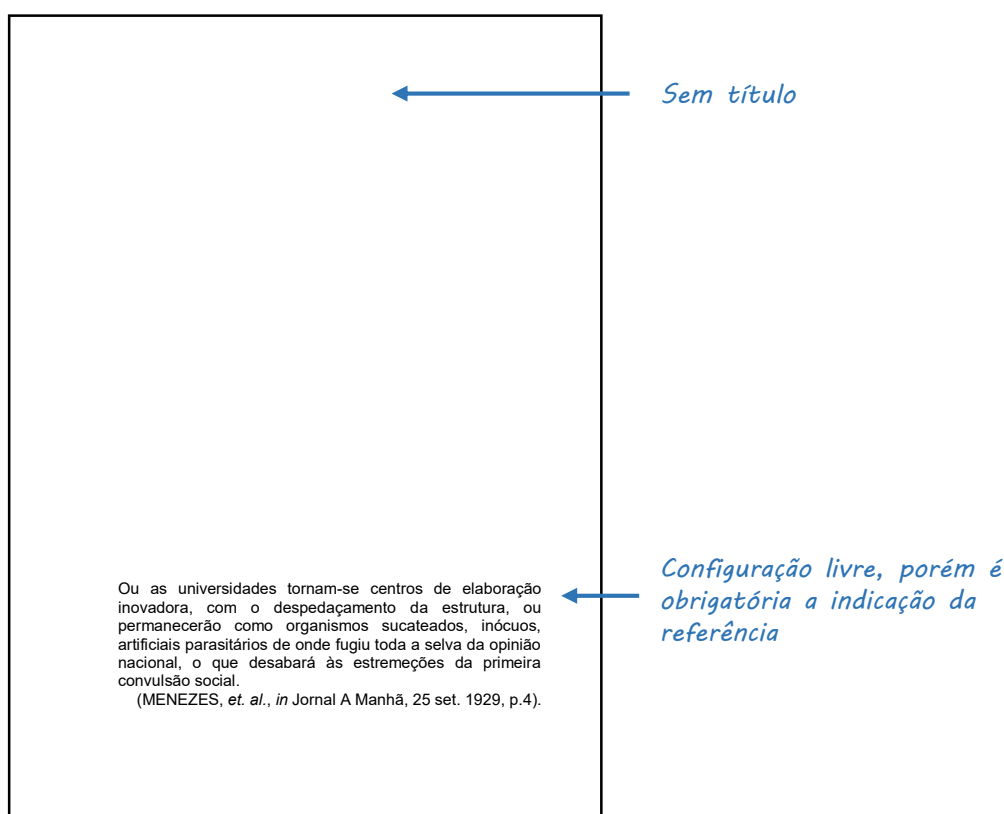 Sem título
Configuração livre, porém é
obrigatória a indicação da
referência
Ou as universidades tornam-se centros de elaboração
inovadora, com o despedaçamento da estrutura, ou
permanecerão como organismos sucateados, inócuos,
artificiais parasitários de onde fugiu toda a selva da opinião
nacional, o que desabará às estremeções da primeira
convulsão social.
(MENEZES, et. al., in Jornal A Manhã, 25 set. 1929, p.4).